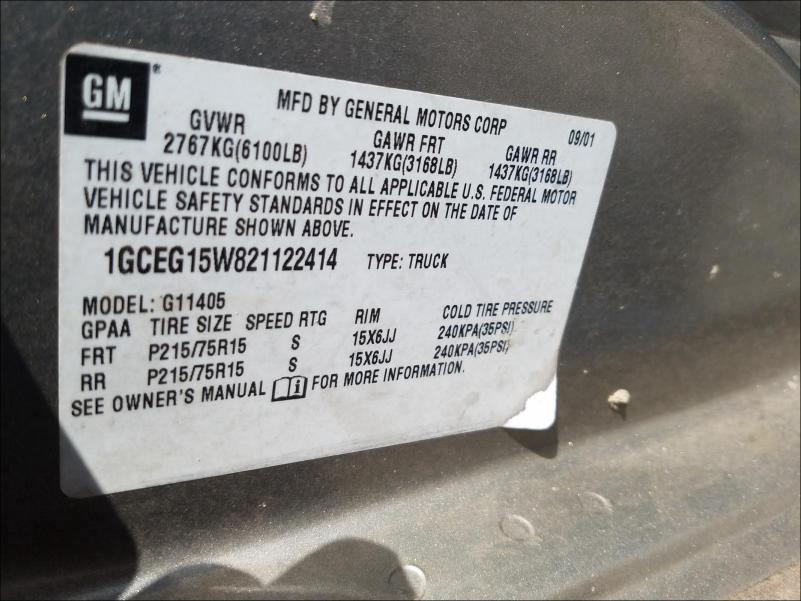 GM
MFD BY GENERAL MOTORS CORP 09/01
GVWR GAWR FRT GAWR RR
2767KG(6100LB) 1437KG(3168LB) 1437KG(3168LB)
THIS VEHICLE CONFORMS TO ALL APPLICABLE U.S. FEDERAL MOTOR
VEHICLE SAFETY STANDARDS IN EFFECT ON THE DATE OF
MANUFACTURE SHOWN ABOVE.
1GCEG15W821122414 TYPE: TRUCK
MODEL: G11405
GPAA TIRE SIZE SPEED RTG RIM COLD TIRE PRESSURE
FRT P215/75R15 S 15X6JJ 240KPA(35PSI)
RR P215/75R15 S 15X6JJ 240KPA(35PSI)
SEE OWNER'S MANUAL i FOR MORE INFORMATION.